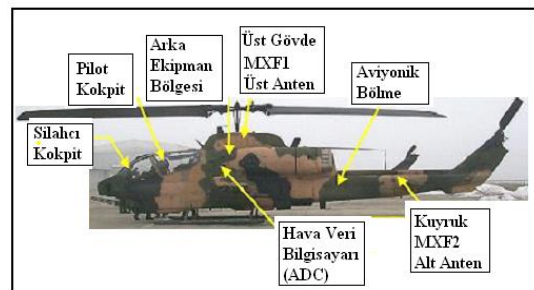 Arka
Ekipman
Bölgesi
Üst Gövde
MXF1
Üst Anten
Pilot
Kokpit
Aviyonik
Bölme
Silahcı
Kokpit
Hava Veri
Bilgisayarı
(ADC)
Kuyruk
MXF2
Alt Anten